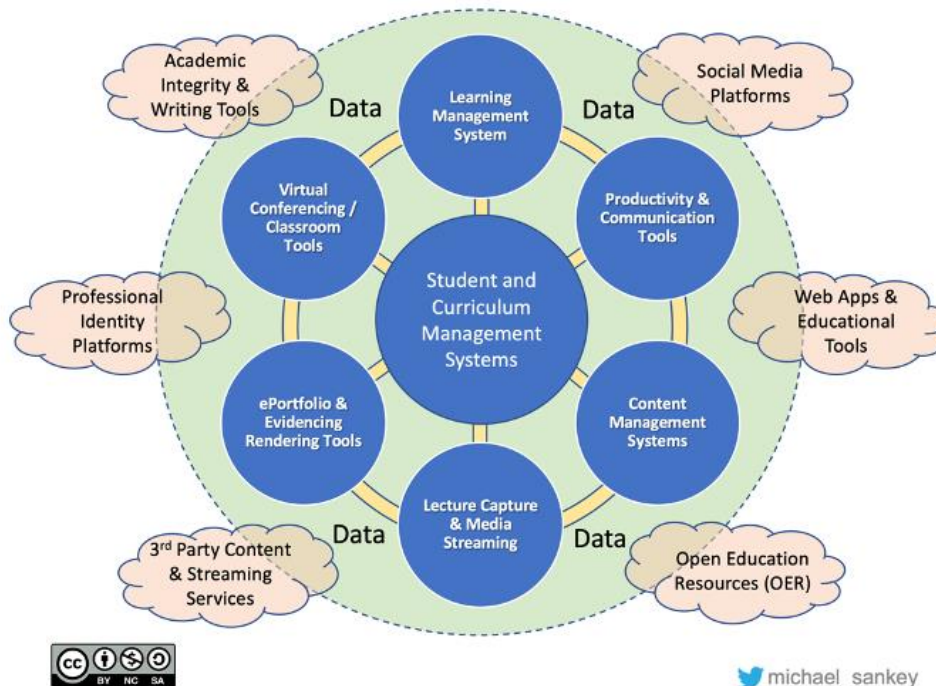 Academic
Integrity &
Writing Tools
Data
Learning
Management
System
Data
Social Media
Platforms
Virtual
Conferencing /
Classroom
Tools
Productivity &
Communication
Tools
Professional
Identity
Platforms
Student and
Curriculum
Management
Systems
Web Apps &
Educational
Tools
ePortfolio &
Evidencing
Rendering Tools
Content
Management
Systems
3rd Party Content
& Streaming
Services
Data
Lecture Capture
& Media
Streaming
Data
Open Education
Resources (OER)
cc
BY NC SA
michael_sankey